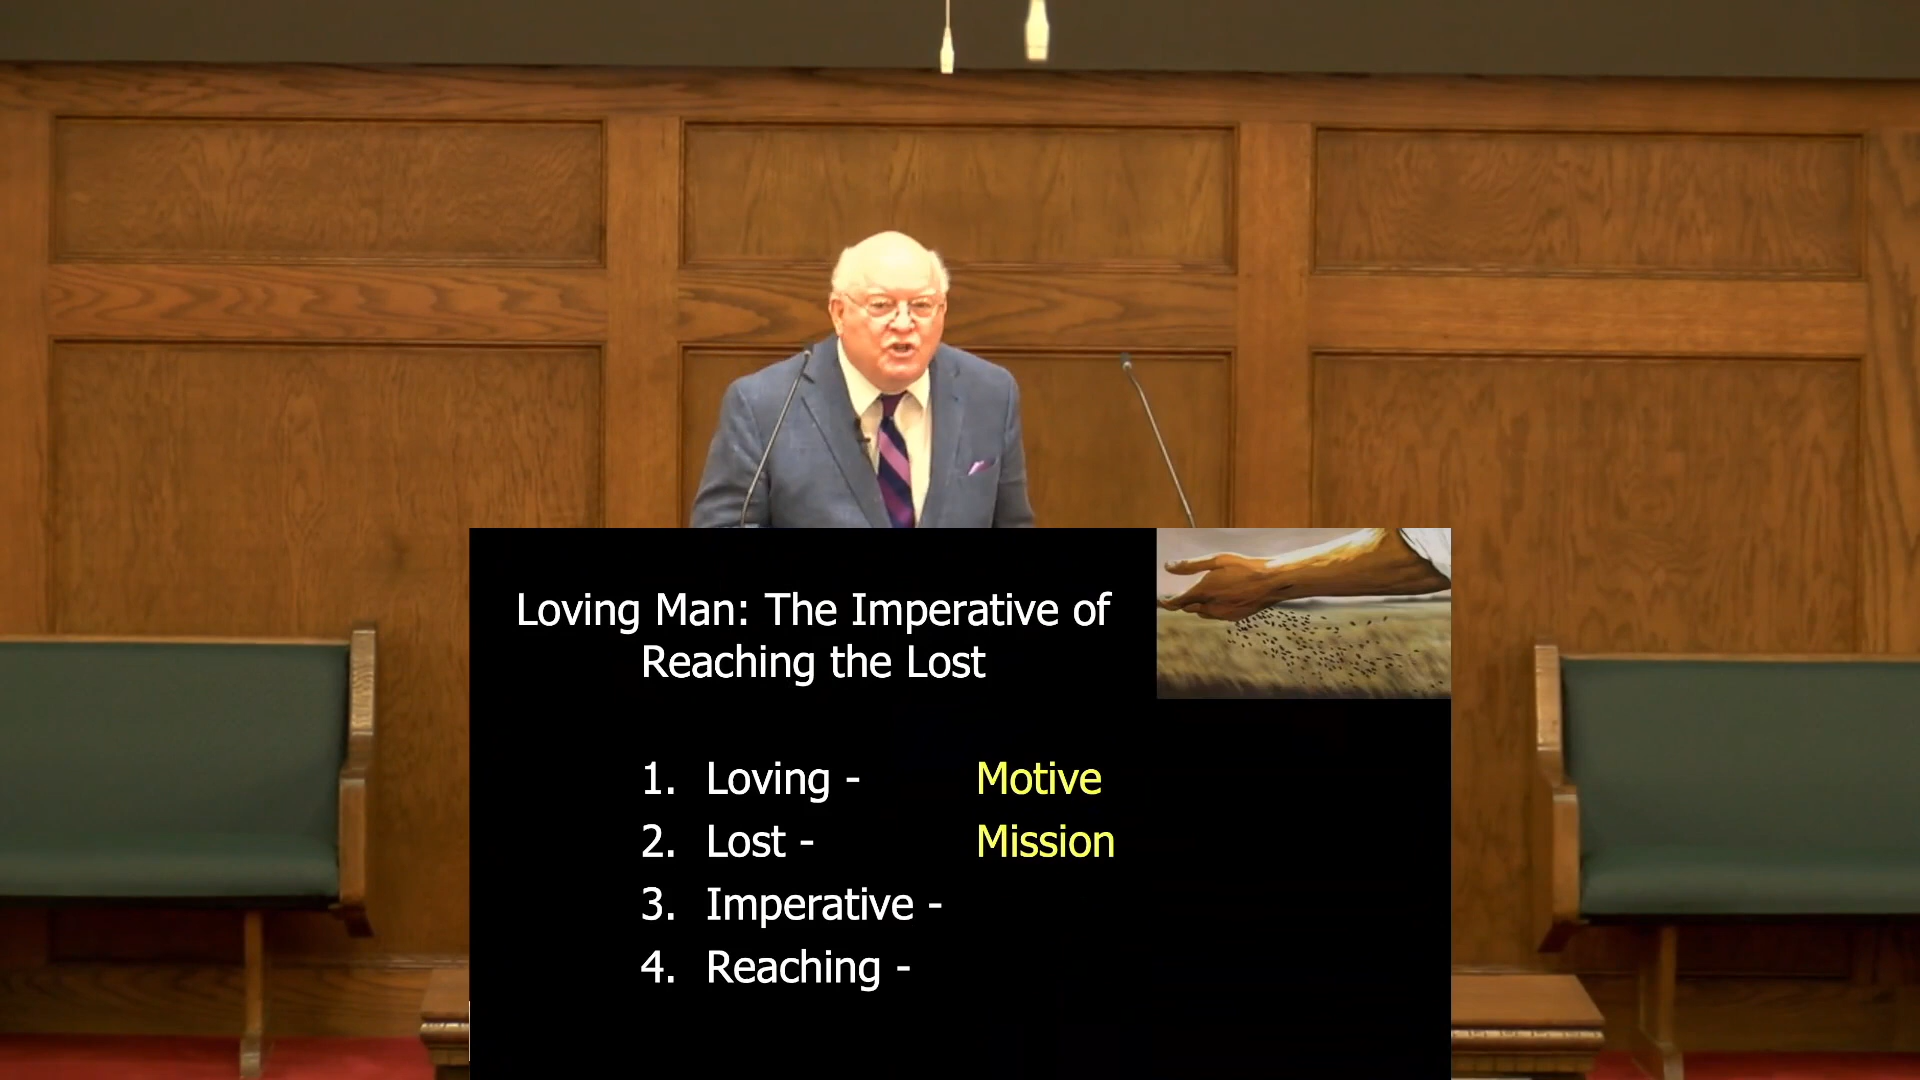 Loving Man: The Imperative of
Reaching the Lost
1. Loving - Motive
2. Lost - Mission
3. Imperative -
4. Reaching -